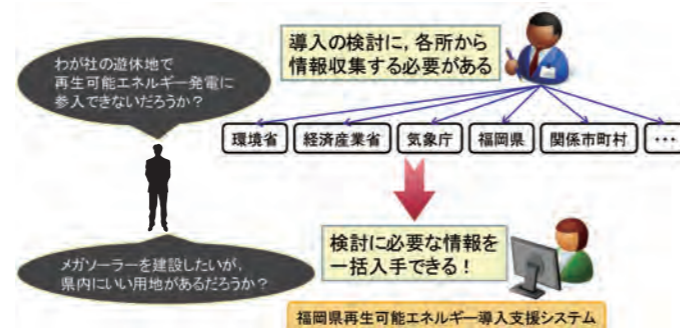 わが社の遊休地で
再生可能エネルギー発電に
参入できないだろうか？
導入の検討に，各所から
情報収集する必要がある
環境省
経済産業省
気象庁
福岡県
関係市町村
・・・
メガソーラーを建設したいが，
県内にいい用地があるだろうか？
検討に必要な情報を
一括入手できる！
福岡県再生可能エネルギー導入支援システム